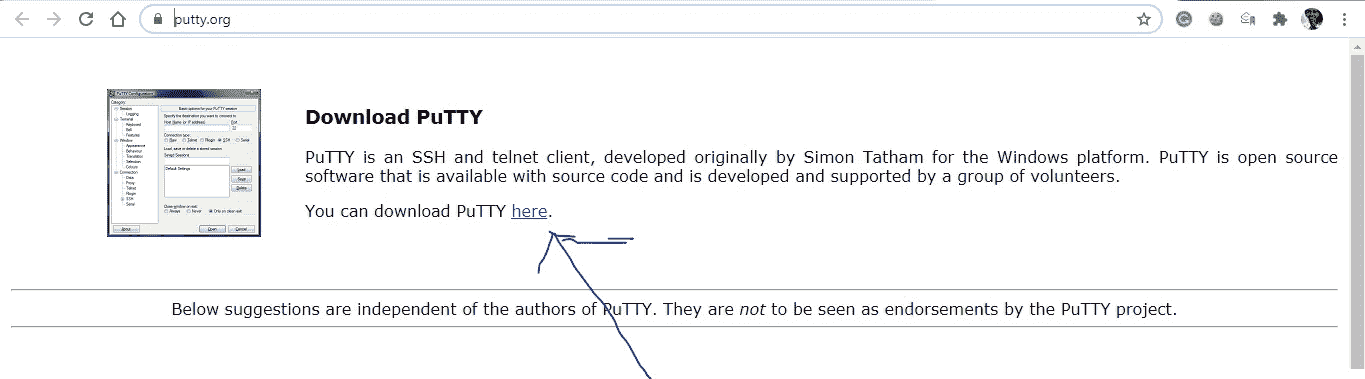 putty.org
Download PuTTY
PuTTY is an SSH and telnet client, developed originally by Simon Tatham for the Windows platform. PuTTY is open source
software that is available with source code and is developed and supported by a group of volunteers.
You can download PuTTY here.
Below suggestions are independent of the authors of PuTTY. They are not to be seen as endorsements by the PuTTY project.